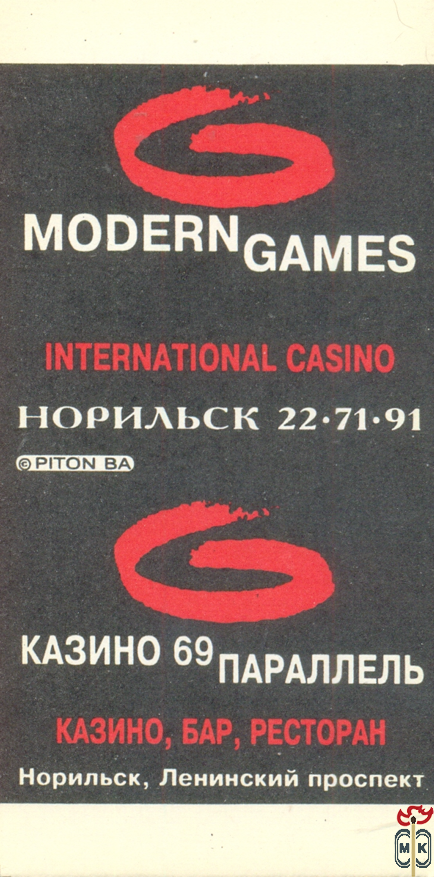 MODERN GAMES
INTERNATIONAL CASINO
НОРИЛЬСК 22·71·91
©PITON BA
КАЗИНО 69 ПАРАЛЛЕЛЬ
КАЗИНО, БАР, РЕСТОРАН
Норильск, Ленинский проспект
МК